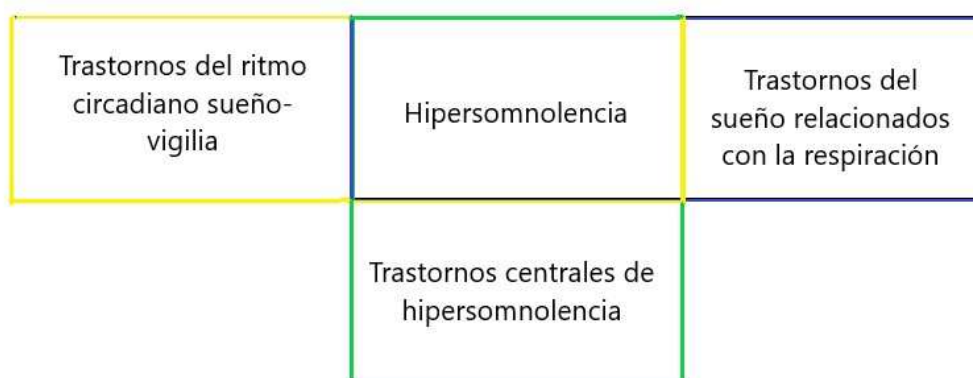 Trastornos del ritmo
circadiano sueño-
vigilia
Hipersomnolencia
Trastornos del
sueño relacionados
con la respiración
Trastornos centrales de
hipersomnolencia